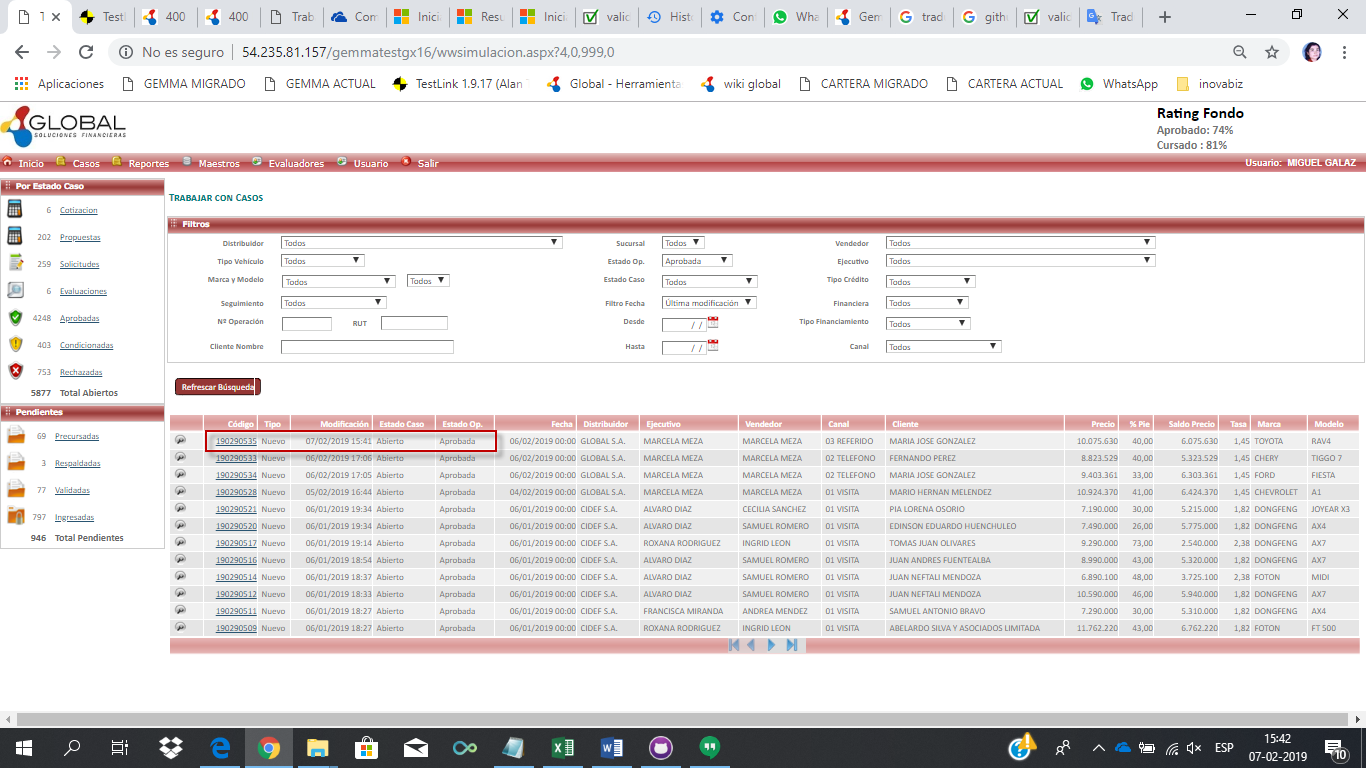 T
Testl
400
400
Trab
Com
Inici
Resu
Inici
valid
Histo
Conf
Wha
Gem
trad
githu
valid
Trad
No es seguro | 54.235.81.157/gemmatestgx16/wwsimulacion.aspx?4,0,999,0
Aplicaciones GEMMA MIGRADO GEMMA ACTUAL TestLink 1.9.17 (Alan Global - Herramienta wiki global CARTERA MIGRADO CARTERA ACTUAL WhatsApp inovabiz
GLOBAL
SOLUCIONES FINANCIERAS
Rating Fondo
Aprobado: 74%
Cursado : 81%
Inicio Casos Reportes Maestros Evaluadores Usuario Salir Usuario: MIGUEL GALAZ
Por Estado Caso
6 Cotizacion
202 Propuestas
259 Solicitudes
6 Evaluaciones
4248 Aprobadas
403 Condicionadas
753 Rechazadas
5877 Total Abiertos
Pendientes
69 Precursadas
3 Respaldadas
77 Validadas
797 Ingresadas
946 Total Pendientes
TRABAJAR CON CASOS
Filtros
Distribuidor Todos Sucursal Todos Vendedor Todos
Tipo Vehículo Todos Estado Op. Aprobada Ejecutivo Todos
Marca y Modelo Todos Todos Estado Caso Todos Tipo Crédito Todos
Seguimiento Todos Filtro Fecha Última modificación Financiera Todos
Nº Operación RUT Desde / / Tipo Financiamiento Todos
Cliente Nombre Hasta / / Canal Todos
Refrescar Búsqueda
Código Tipo Modificación Estado Caso Estado Op. Fecha Distribuidor Ejecutivo Vendedor Canal Cliente Precio % Pie Saldo Precio Tasa Marca Modelo
190290535 Nuevo 07/02/2019 15:41 Abierto Aprobada 06/02/2019 00:00 GLOBAL S.A. MARCELA MEZA MARCELA MEZA 03 REFERIDO MARIA JOSE GONZALEZ 10.075.630 40,00 6.075.630 1,45 TOYOTA RAV4
190290533 Nuevo 06/02/2019 17:06 Abierto Aprobada 06/02/2019 00:00 GLOBAL S.A. MARCELA MEZA MARCELA MEZA 02 TELEFONO FERNANDO PEREZ 8.823.529 40,00 5.323.529 1,45 CHERY TIGGO 7
190290534 Nuevo 06/02/2019 17:05 Abierto Aprobada 06/02/2019 00:00 GLOBAL S.A. MARCELA MEZA MARCELA MEZA 02 TELEFONO MARIA JOSE GONZALEZ 9.403.361 33,00 6.303.361 1,45 FORD FIESTA
190290528 Nuevo 05/02/2019 16:44 Abierto Aprobada 04/02/2019 00:00 GLOBAL S.A. MARCELA MEZA MARCELA MEZA 01 VISITA MARIO HERNAN MELENDEZ 10.924.370 41,00 6.424.370 1,45 CHEVROLET A1
190290521 Nuevo 06/01/2019 19:34 Abierto Aprobada 06/01/2019 00:00 CIDEF S.A. ALVARO DIAZ CECILIA SANCHEZ 01 VISITA PIA LORENA OSORIO 7.190.000 30,00 5.215.000 1,82 DONGFENG JOYEAR X3
190290520 Nuevo 06/01/2019 19:34 Abierto Aprobada 06/01/2019 00:00 CIDEF S.A. ALVARO DIAZ SAMUEL ROMERO 01 VISITA EDINSON EDUARDO HUENCHULEO 7.490.000 26,00 5.775.000 1,82 DONGFENG AX4
190290517 Nuevo 06/01/2019 19:14 Abierto Aprobada 06/01/2019 00:00 CIDEF S.A. ROXANA RODRIGUEZ INGRID LEON 01 VISITA TOMAS JUAN OLIVARES 9.290.000 73,00 2.540.000 2,38 DONGFENG AX7
190290516 Nuevo 06/01/2019 18:54 Abierto Aprobada 06/01/2019 00:00 CIDEF S.A. ALVARO DIAZ SAMUEL ROMERO 01 VISITA JUAN ANDRES FUENTEALBA 8.990.000 43,00 5.320.000 1,82 DONGFENG AX7
190290514 Nuevo 06/01/2019 18:37 Abierto Aprobada 06/01/2019 00:00 CIDEF S.A. ALVARO DIAZ SAMUEL ROMERO 01 VISITA JUAN NEFTALI MENDOZA 6.890.100 48,00 3.725.100 2,38 FOTON MIDI
190290512 Nuevo 06/01/2019 18:33 Abierto Aprobada 06/01/2019 00:00 CIDEF S.A. ALVARO DIAZ SAMUEL ROMERO 01 VISITA JUAN NEFTALI MENDOZA 10.590.000 46,00 5.940.000 1,82 DONGFENG AX7
190290511 Nuevo 06/01/2019 18:27 Abierto Aprobada 06/01/2019 00:00 CIDEF S.A. FRANCISCA MIRANDA ANDREA MENDEZ 01 VISITA SAMUEL ANTONIO BRAVO 7.290.000 30,00 5.310.000 1,82 DONGFENG AX4
190290509 Nuevo 06/01/2019 18:27 Abierto Aprobada 06/01/2019 00:00 CIDEF S.A. ROXANA RODRIGUEZ INGRID LEON 01 VISITA ABELARDO SILVA Y ASOCIADOS LIMITADA 11.762.220 43,00 6.762.220 1,82 FOTON FT 500
ESP
15:42
07-02-2019
10